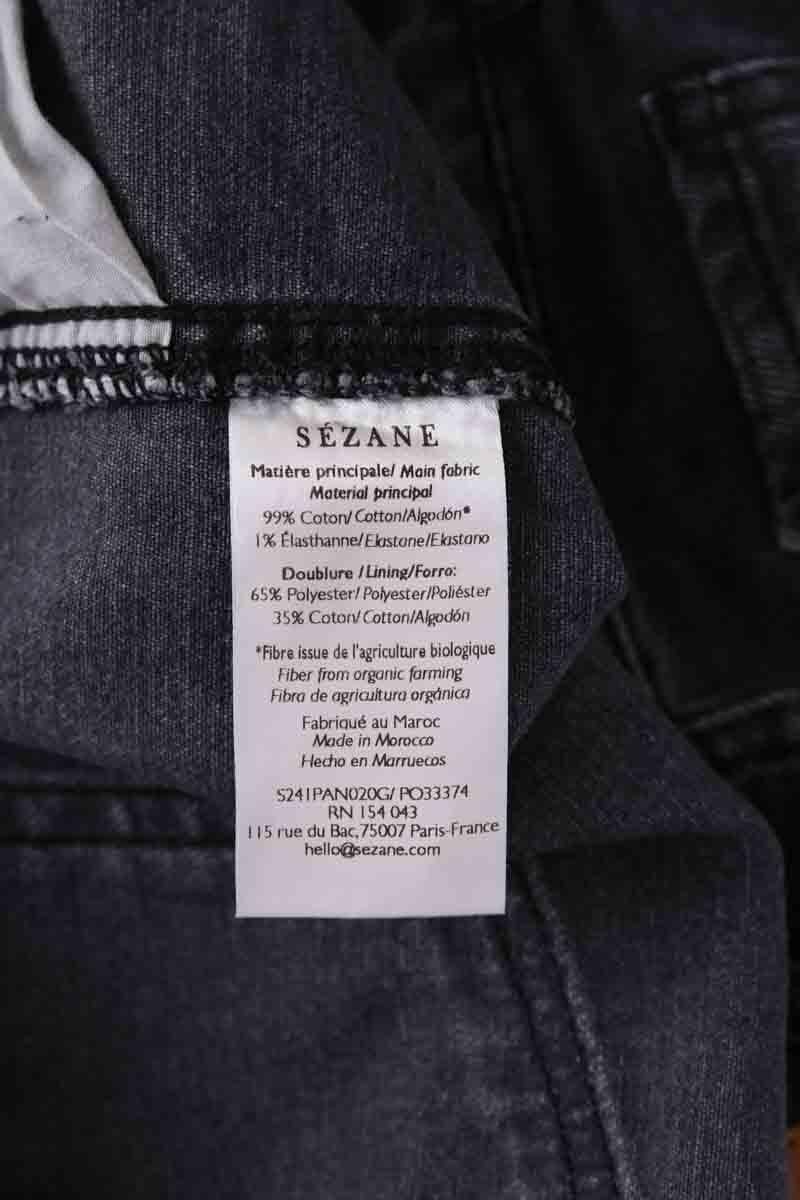 SÉZANE
Matière principale/ Main fabric
Material principal
99% Coton/ Cotton/Algodón*
1% Élasthanne/Elastane/Elastano
Doublure /Lining/Forro:
65% Polyester/ Polyester/Poliéster
35% Coton/ Cotton/Algodón
*Fibre issue de l'agriculture biologique
Fiber from organic farming
Fibra de agricultura orgánica
Fabriqué au Maroc
Made in Morocco
Hecho en Marruecos
S241PAN020G/ PO33374
RN 154 043
115 rue du Bac,75007 Paris-France
hello@sezane.com